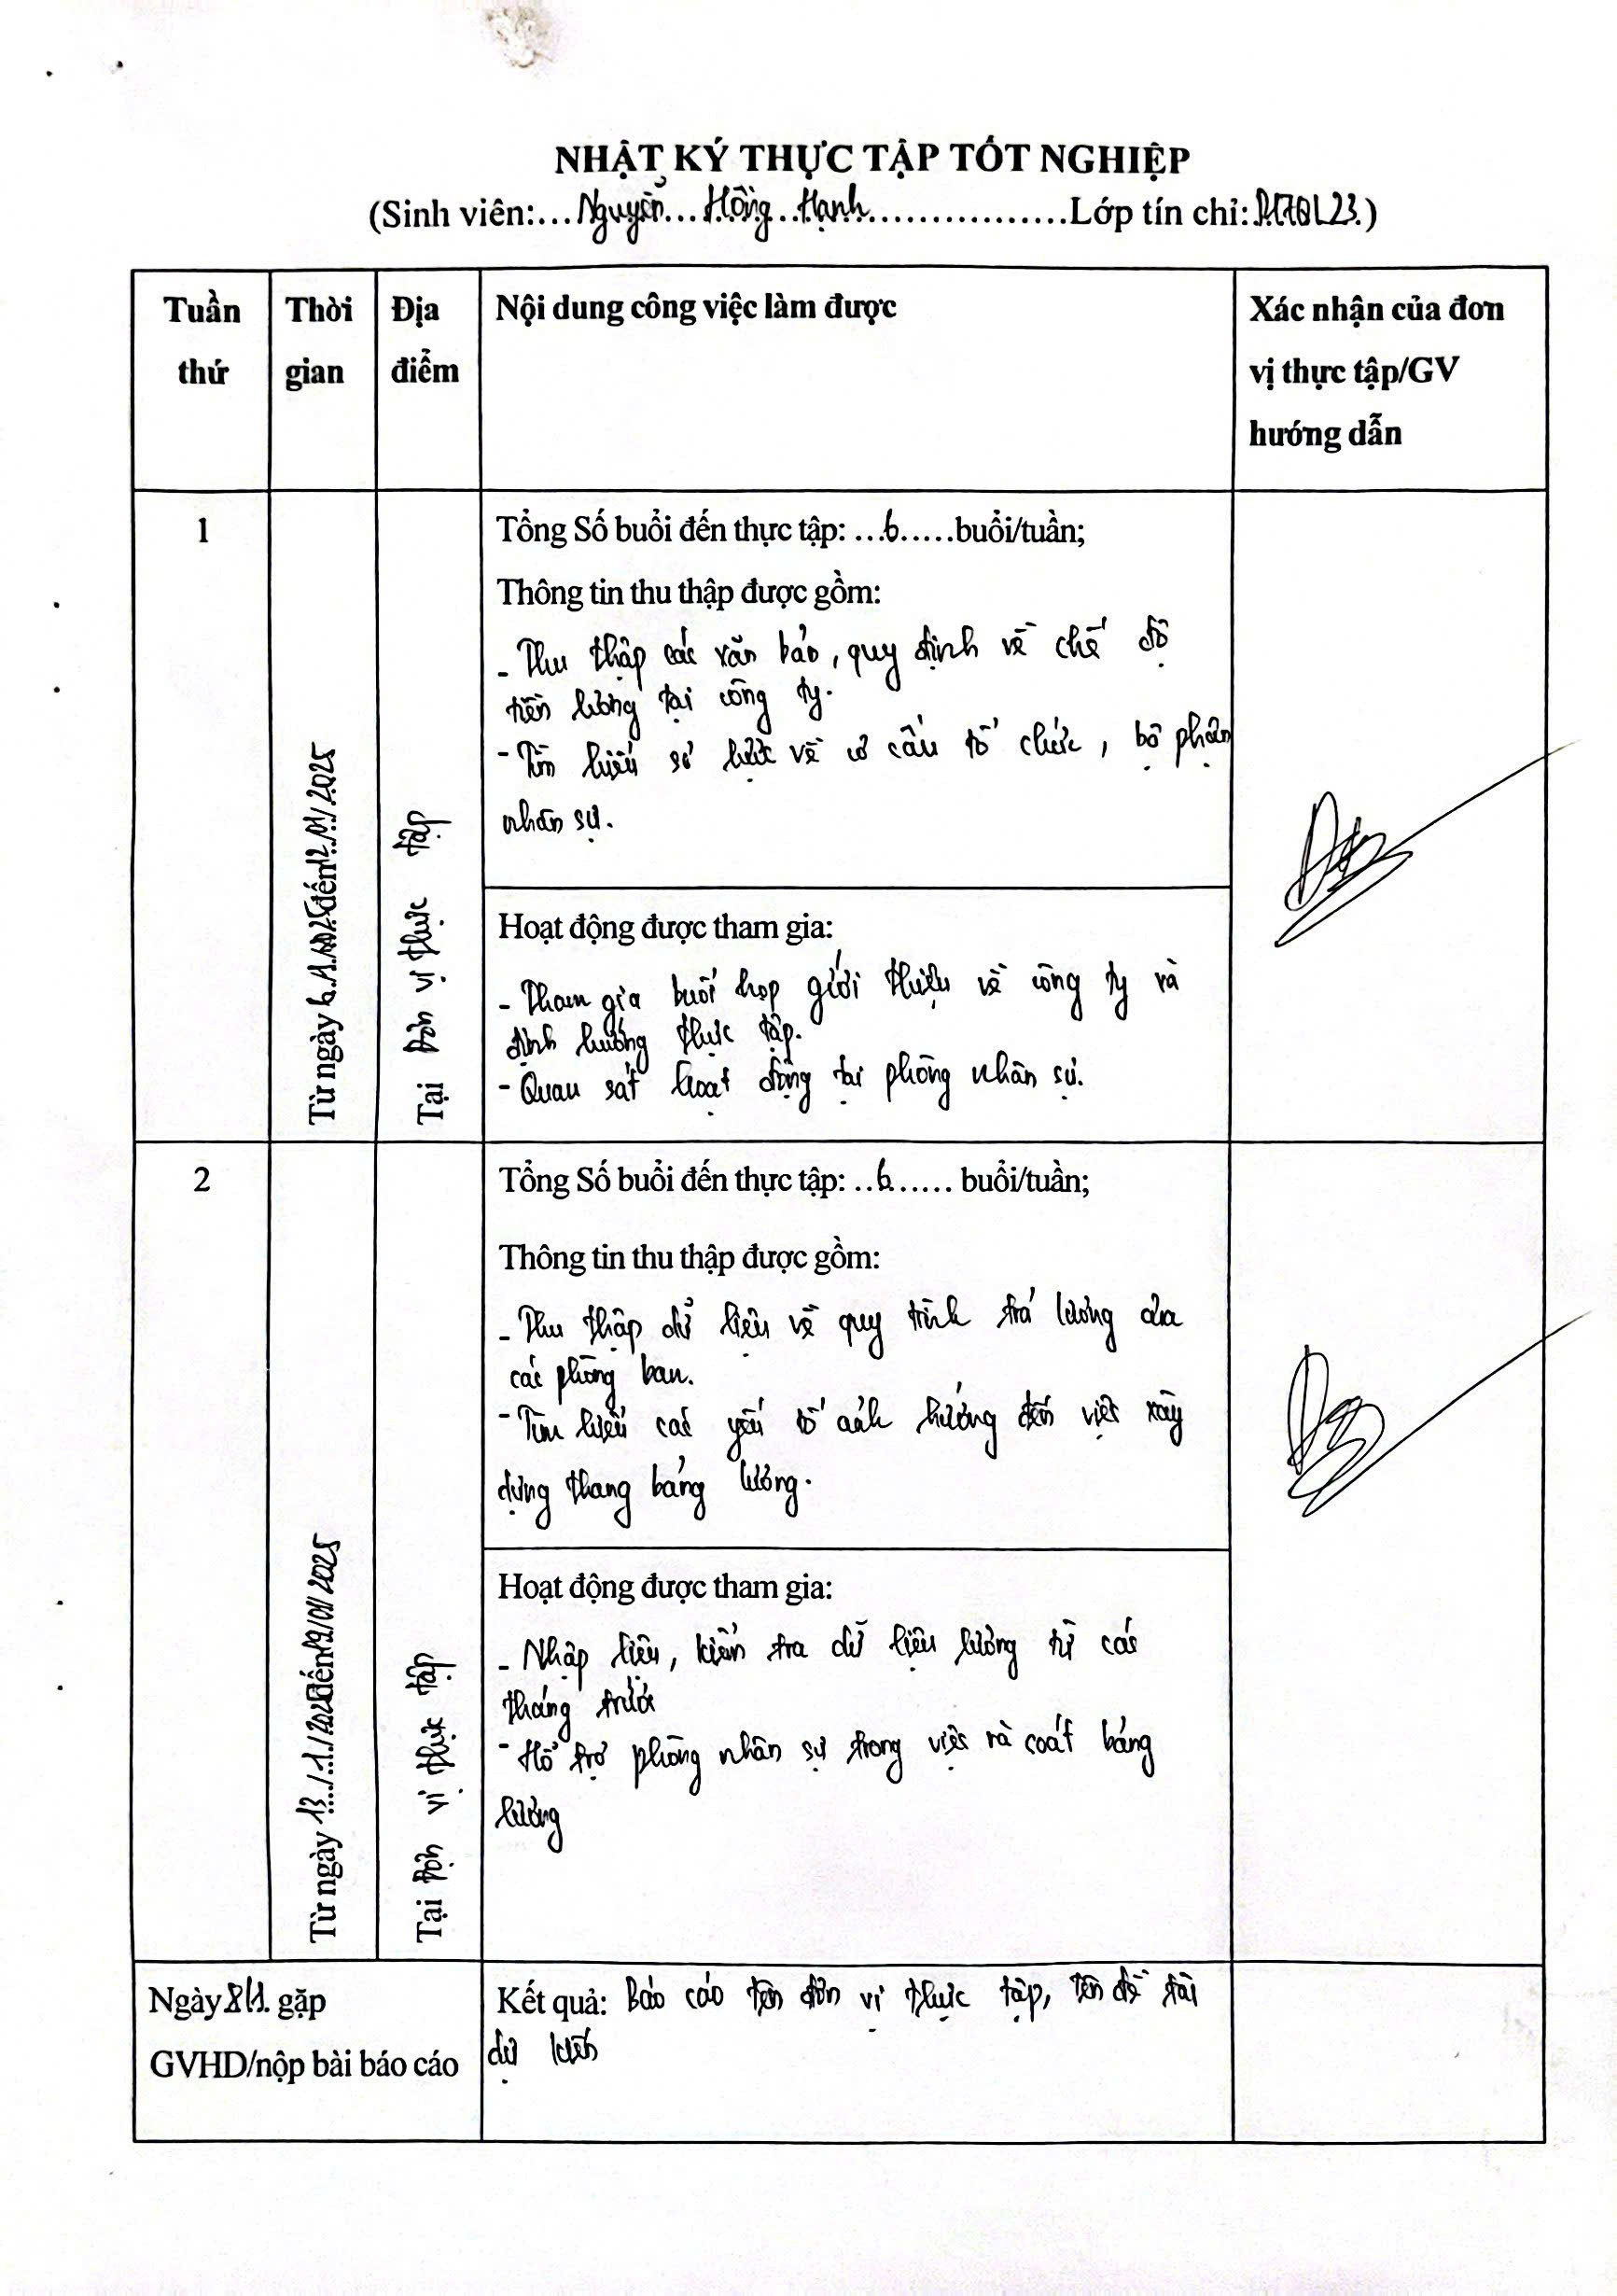 NHẬT KÝ THỰC TẬP TỐT NGHIỆP
(Sinh viên:...Nguyễn...Hồng...Hạnh..................Lớp tín chỉ:.......23.)
Tuần thứ
Thời gian
Địa điểm
Nội dung công việc làm được
Xác nhận của đơn
vị thực tập/GV
hướng dẫn
1
Từ ngày 6.1.2025 đến 12/01/2025
Tại Đơn vị thực tập
Tổng Số buổi đến thực tập: ...6.....buổi/tuần;
Thông tin thu thập được gồm:
- Thu thập các văn bản, quy định về chế độ
tiền lương tại công ty.
- Tìm hiểu sơ lược về cơ cấu tổ chức, bộ phận
nhân sự.
Hoạt động được tham gia:
- Tham gia buổi họp giới thiệu về công ty và
định hướng thực tập.
- Quan sát hoạt động tại phòng nhân sự.
2
Từ ngày 13/1/2025 đến 19/01/2025
Tại Đơn vị thực tập
Tổng Số buổi đến thực tập: ..6...... buổi/tuần;
Thông tin thu thập được gồm:
- Thu thập dữ liệu về quy trình trả lương của
các phòng ban.
- Tìm hiểu các yếu tố ảnh hưởng đến việc xây
dựng thang bảng lương.
Hoạt động được tham gia:
- Nhập liệu, kiểm tra dữ liệu lương từ các
tháng trước
- Hỗ trợ phòng nhân sự trong việc rà soát bảng
lương
Ngày 8/1. gặp
GVHD/nộp bài báo cáo
Kết quả: Báo cáo tên đơn vị thực tập, tên đề tài
dự kiến